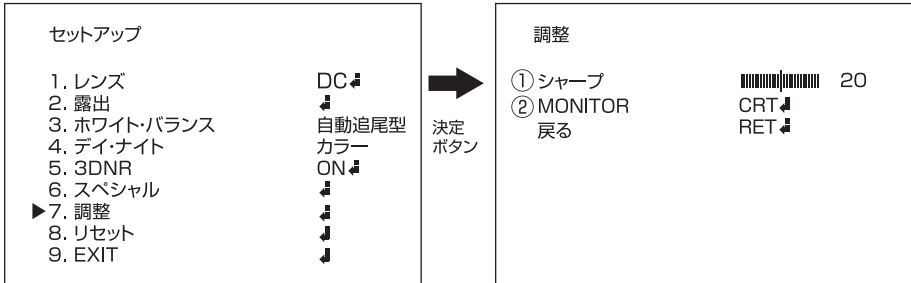 セットアップ
1. レンズ DC↲
2. 露出 ↲
3. ホワイト・バランス 自動追尾型
4. デイ・ナイト カラー
5. 3DNR ON↲
6. スペシャル ↲
▶7. 調整 ↲
8. リセット ↲
9. EXIT ↲
決定
ボタン
調整
① シャープ 20
② MONITOR CRT↲
戻る RET↲